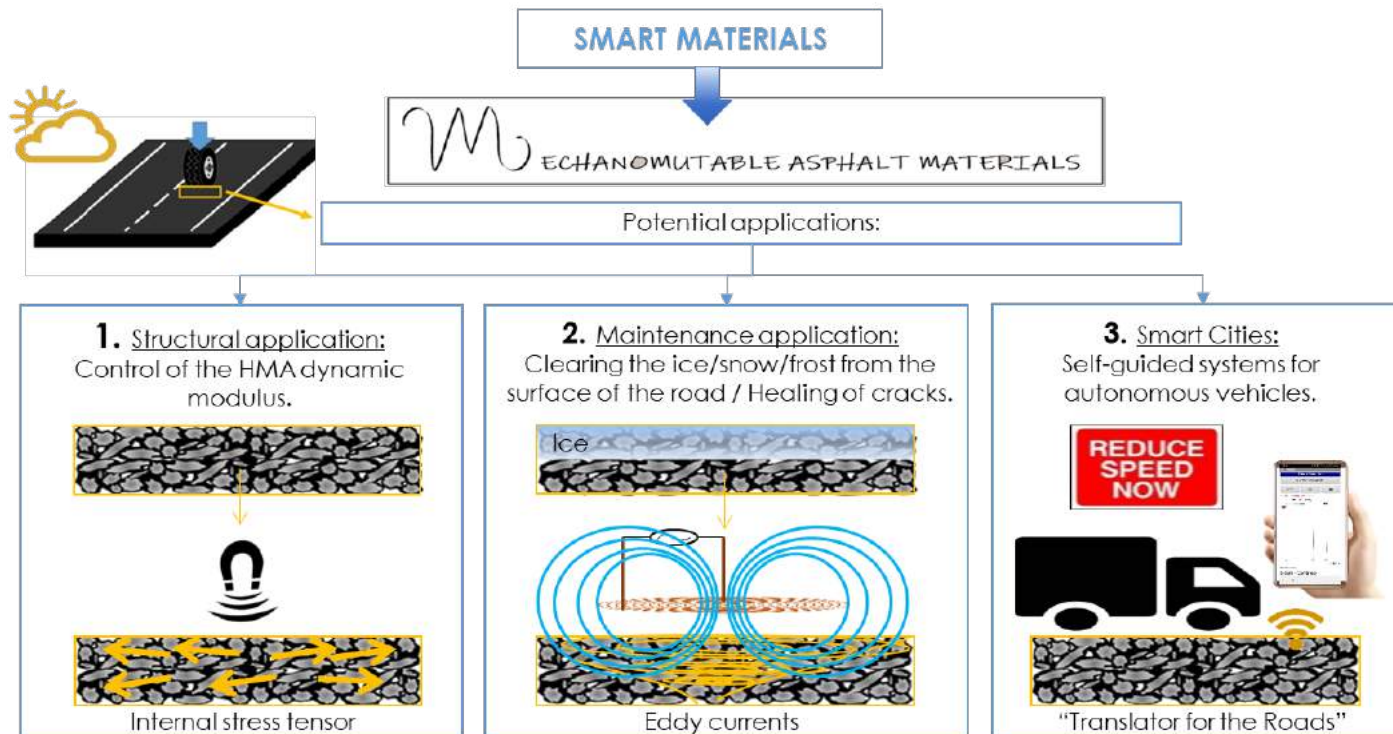 SMART MATERIALS
MECHANOMUTABLE ASPHALT MATERIALS
Potential applications:
1. Structural application:
Control of the HMA dynamic
modulus.
Internal stress tensor
2. Maintenance application:
Clearing the ice/snow/frost from the
surface of the road / Healing of cracks.
Ice
Eddy currents
3. Smart Cities:
Self-guided systems for
autonomous vehicles.
REDUCE
SPEED
NOW
"Translator for the Roads"